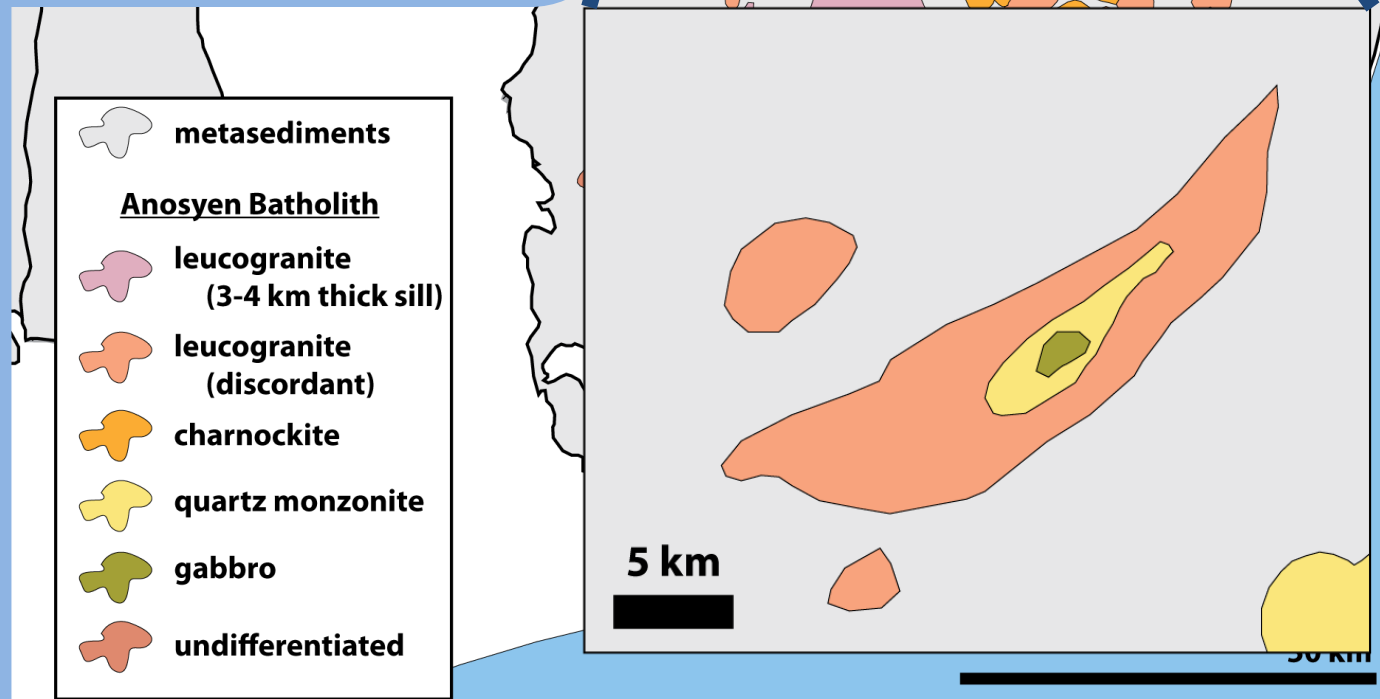 metasediments
Anosyen Batholith
leucogranite
(3-4 km thick sill)
leucogranite
(discordant)
charnockite
quartz monzonite
gabbro
undifferentiated
5 km